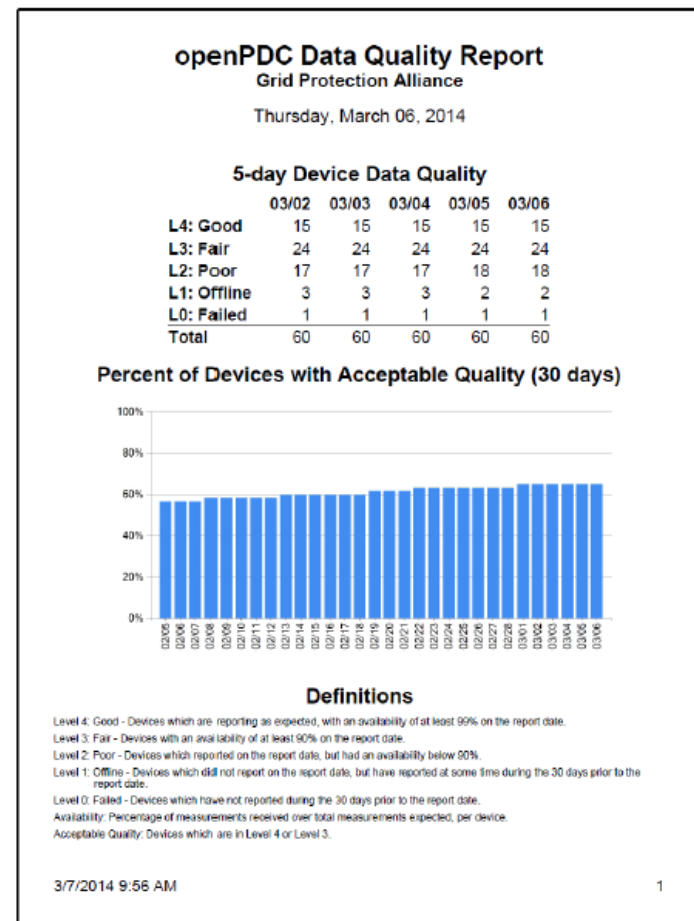 openPDC Data Quality Report
Grid Protection Alliance
Thursday, March 06, 2014
5-day Device Data Quality
03/02 03/03 03/04 03/05 03/06
L4: Good 15 15 15 15 15
L3: Fair 24 24 24 24 24
L2: Poor 17 17 17 18 18
L1: Offline 3 3 3 2 2
L0: Failed 1 1 1 1 1
Total 60 60 60 60 60
Percent of Devices with Acceptable Quality (30 days)
100%
80%
60%
40%
20%
0%
02/05 02/06 02/07 02/08 02/09 02/10 02/11 02/12 02/13 02/14 02/15 02/16 02/17 02/18 02/19 02/20 02/21 02/22 02/23 02/24 02/25 02/26 02/27 02/28 03/01 03/02 03/03 03/04 03/05 03/06
Definitions
Level 4: Good - Devices which are reporting as expected, with an availability of at least 99% on the report date.
Level 3: Fair - Devices with an availability of at least 90% on the report date.
Level 2: Poor - Devices which reported on the report date, but had an availability below 90%.
Level 1: Offline - Devices which did not report on the report date, but have reported at some time during the 30 days prior to the
report date.
Level 0: Failed - Devices which have not reported during the 30 days prior to the report date.
Availability: Percentage of measurements received over total measurements expected, per device.
Acceptable Quality: Devices which are in Level 4 or Level 3.
3/7/2014 9:56 AM 1